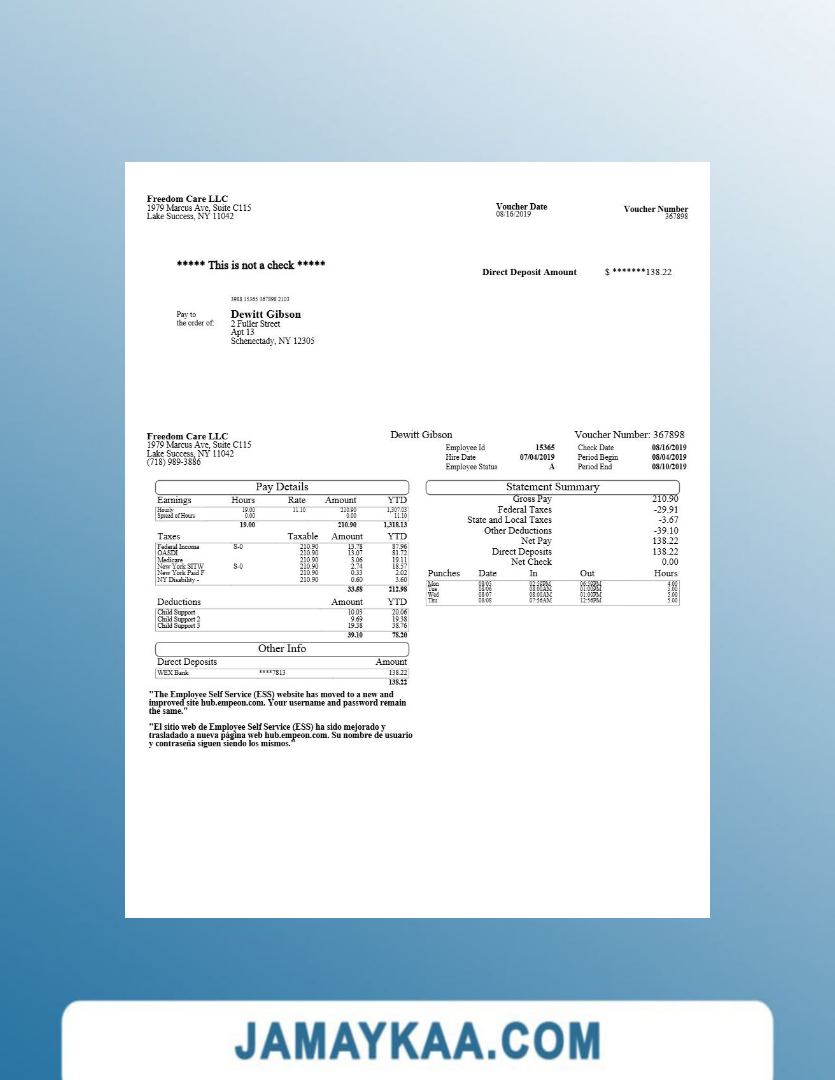 Freedom Care LLC
1979 Marcus Ave, Suite C115
Lake Success, NY 11042
Voucher Date
08/16/2019
Voucher Number
367898
***** This is not a check *****
Direct Deposit Amount $ *******138.22
Pay to
the order of:
Dewitt Gibson
2 Fuller Street
Apt 13
Schenectady, NY 12305
Freedom Care LLC
1979 Marcus Ave, Suite C115
Lake Success, NY 11042
(718) 989-3886
Dewitt Gibson Voucher Number: 367898
Employee Id 15365 Check Date 08/16/2019
Hire Date 07/04/2019 Period Begin 08/04/2019
Employee Status A Period End 08/10/2019
Pay Details
Earnings Hours Rate Amount YTD
Hourly 19.00 11.10 210.90 1,307.03
Spread of Hours 0.00 0.00 11.10
19.00 210.90 1,318.13
Taxes Taxable Amount YTD
Federal Income S-0 210.90 13.78 87.96
OASDI 210.90 13.07 81.72
Medicare 210.90 3.06 19.11
New York SITW S-0 210.90 2.74 18.57
New York Paid F 210.90 0.33 2.02
NY Disability - 210.90 0.60 3.60
33.58 212.98
Deductions Amount YTD
Child Support 10.03 20.06
Child Support 2 9.69 19.38
Child Support 3 19.38 38.76
39.10 78.20
Other Info
Direct Deposits Amount
WEX Bank ****7813 138.22
138.22
"The Employee Self Service (ESS) website has moved to a new and
improved site hub.empeon.com. Your username and password remain
the same."
"El sitio web de Employee Self Service (ESS) ha sido mejorado y
trasladado a nueva página web hub.empeon.com. Su nombre de usuario
y contraseña siguen siendo los mismos."
Statement Summary
Gross Pay 210.90
Federal Taxes -29.91
State and Local Taxes -3.67
Other Deductions -39.10
Net Pay 138.22
Direct Deposits 138.22
Net Check 0.00
Punches Date In Out Hours
Mon 08/05 4.00
Tue 08/06 08:00AM 01:00PM 5.00
Wed 08/07 08:00AM 01:00PM 5.00
Thu 08/08 07:56AM 12:56PM 5.00
JAMAYKAA.COM